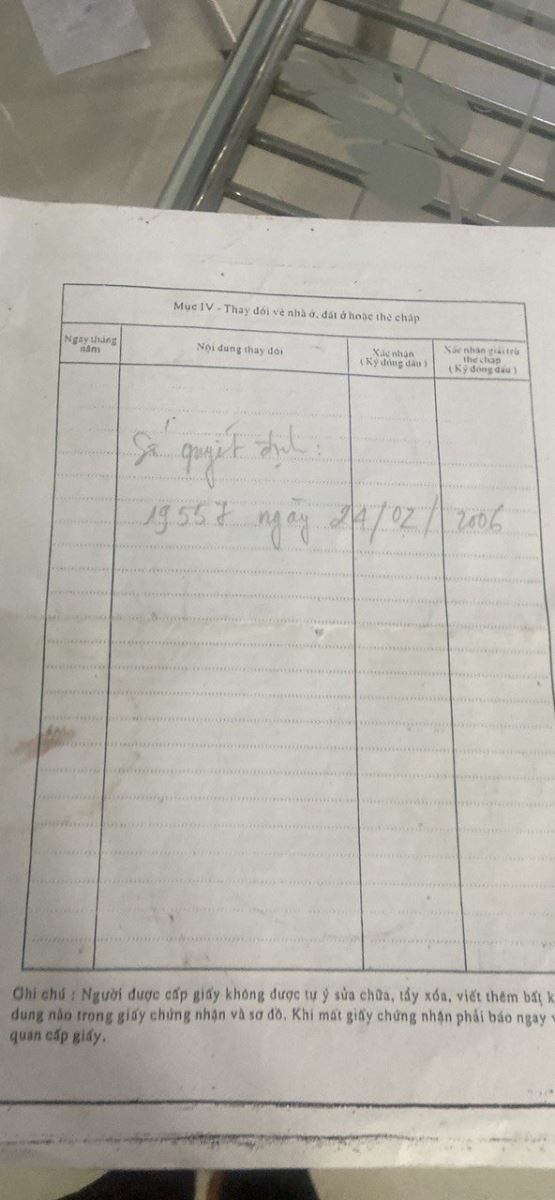 Mục IV - Thay đổi về nhà ở, đất ở hoặc thế chấp
Ngày tháng năm
Nội dung thay đổi
Xác nhận
( Ký đóng dấu )
Xác nhận giải trừ
thế chấp
( Ký đóng dấu )
Số quyết định :
19557 ngày 24/02/2006
Ghi chú : Người được cấp giấy không được tự ý sửa chữa, tẩy xóa, viết thêm bất k
dung nào trong giấy chứng nhận và sơ đồ. Khi mất giấy chứng nhận phải báo ngay
quan cấp giấy.